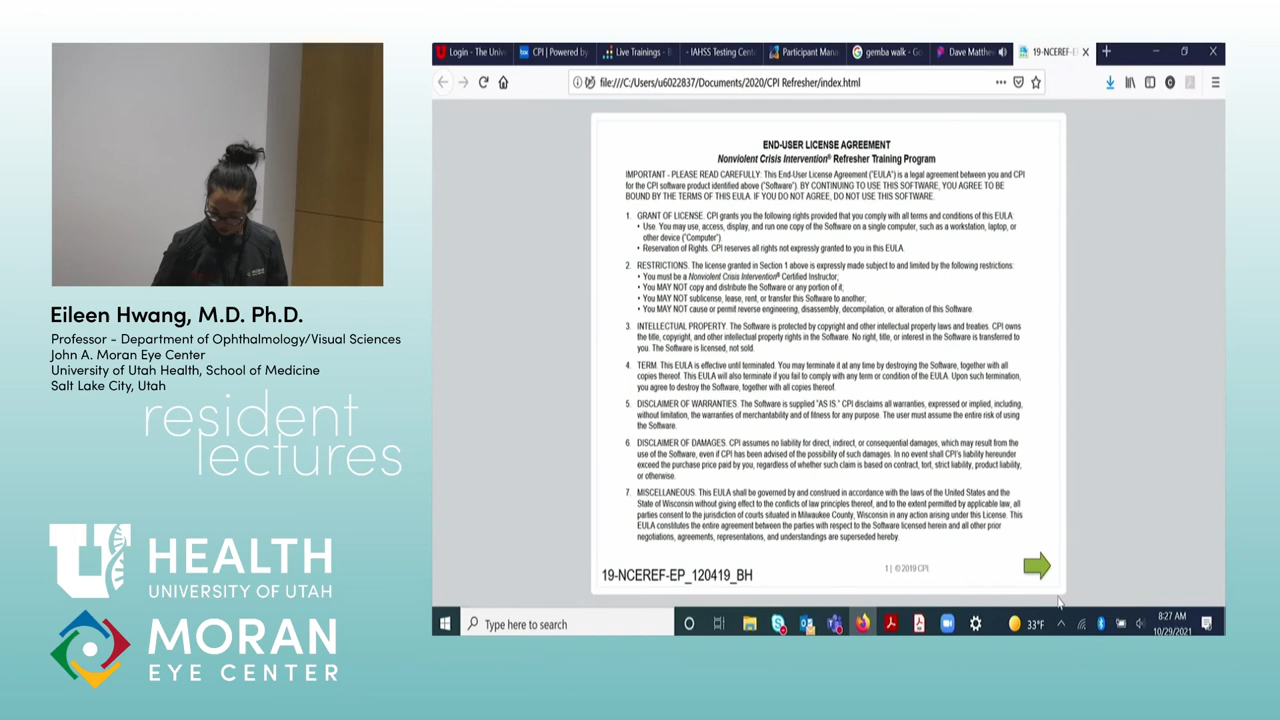 Login - The Univ
CPI | Powered by
Live Trainings - B
- IAHSS Testing Cent
Participant Mana
gemba walk - Go
Dave Matthe
19-NCEREF-E
file:///C:/Users/u6022837/Documents/2020/CPI Refresher/index.html
END-USER LICENSE AGREEMENT
Nonviolent Crisis Intervention® Refresher Training Program
IMPORTANT - PLEASE READ CAREFULLY: This End-User License Agreement ("EULA") is a legal agreement between you and CPI
for the CPI software product identified above ("Software"). BY CONTINUING TO USE THIS SOFTWARE, YOU AGREE TO BE
BOUND BY THE TERMS OF THIS EULA. IF YOU DO NOT AGREE, DO NOT USE THIS SOFTWARE.
1. GRANT OF LICENSE. CPI grants you the following rights provided that you comply with all terms and conditions of this EULA:
• Use. You may use, access, display, and run one copy of the Software on a single computer, such as a workstation, laptop, or
other device ("Computer").
• Reservation of Rights. CPI reserves all rights not expressly granted to you in this EULA.
2. RESTRICTIONS. The license granted in Section 1 above is expressly made subject to and limited by the following restrictions:
• You must be a Nonviolent Crisis Intervention® Certified Instructor;
• You MAY NOT copy and distribute the Software or any portion of it;
• You MAY NOT sublicense, lease, rent, or transfer this Software to another;
• You MAY NOT cause or permit reverse engineering, disassembly, decompilation, or alteration of this Software.
3. INTELLECTUAL PROPERTY. The Software is protected by copyright and other intellectual property laws and treaties. CPI owns
the title, copyright, and other intellectual property rights in the Software. No right, title, or interest in the Software is transferred to
you. The Software is licensed, not sold.
4. TERM. This EULA is effective until terminated. You may terminate it at any time by destroying the Software, together with all
copies thereof. This EULA will also terminate if you fail to comply with any term or condition of the EULA. Upon such termination,
you agree to destroy the Software, together with all copies thereof.
5. DISCLAIMER OF WARRANTIES. The Software is supplied "AS IS." CPI disclaims all warranties, expressed or implied, including,
without limitation, the warranties of merchantability and of fitness for any purpose. The user must assume the entire risk of using
the Software.
6. DISCLAIMER OF DAMAGES. CPI assumes no liability for direct, indirect, or consequential damages, which may result from the
use of the Software, even if CPI has been advised of the possibility of such damages. In no event shall CPI's liability hereunder
exceed the purchase price paid by you, regardless of whether such claim is based on contract, tort, strict liability, product liability,
or otherwise.
7. MISCELLANEOUS. This EULA shall be governed by and construed in accordance with the laws of the United States and the
State of Wisconsin without giving effect to the conflicts of law principles thereof, and to the extent permitted by applicable law, all
parties consent to the jurisdiction of courts situated in Milwaukee County, Wisconsin in any action arising under this License. This
EULA constitutes the entire agreement between the parties with respect to the Software licensed herein and all other prior
negotiations, agreements, representations, and understandings are superseded hereby.
19-NCEREF-EP_120419_BH
1 | © 2019 CPI
Type here to search
33°F
8:27 AM
10/29/2021
Eileen Hwang, M.D. Ph.D.
Professor - Department of Ophthalmology/Visual Sciences
John A. Moran Eye Center
University of Utah Health, School of Medicine
Salt Lake City, Utah
resident
lectures
U HEALTH
UNIVERSITY OF UTAH
MORAN
EYE CENTER